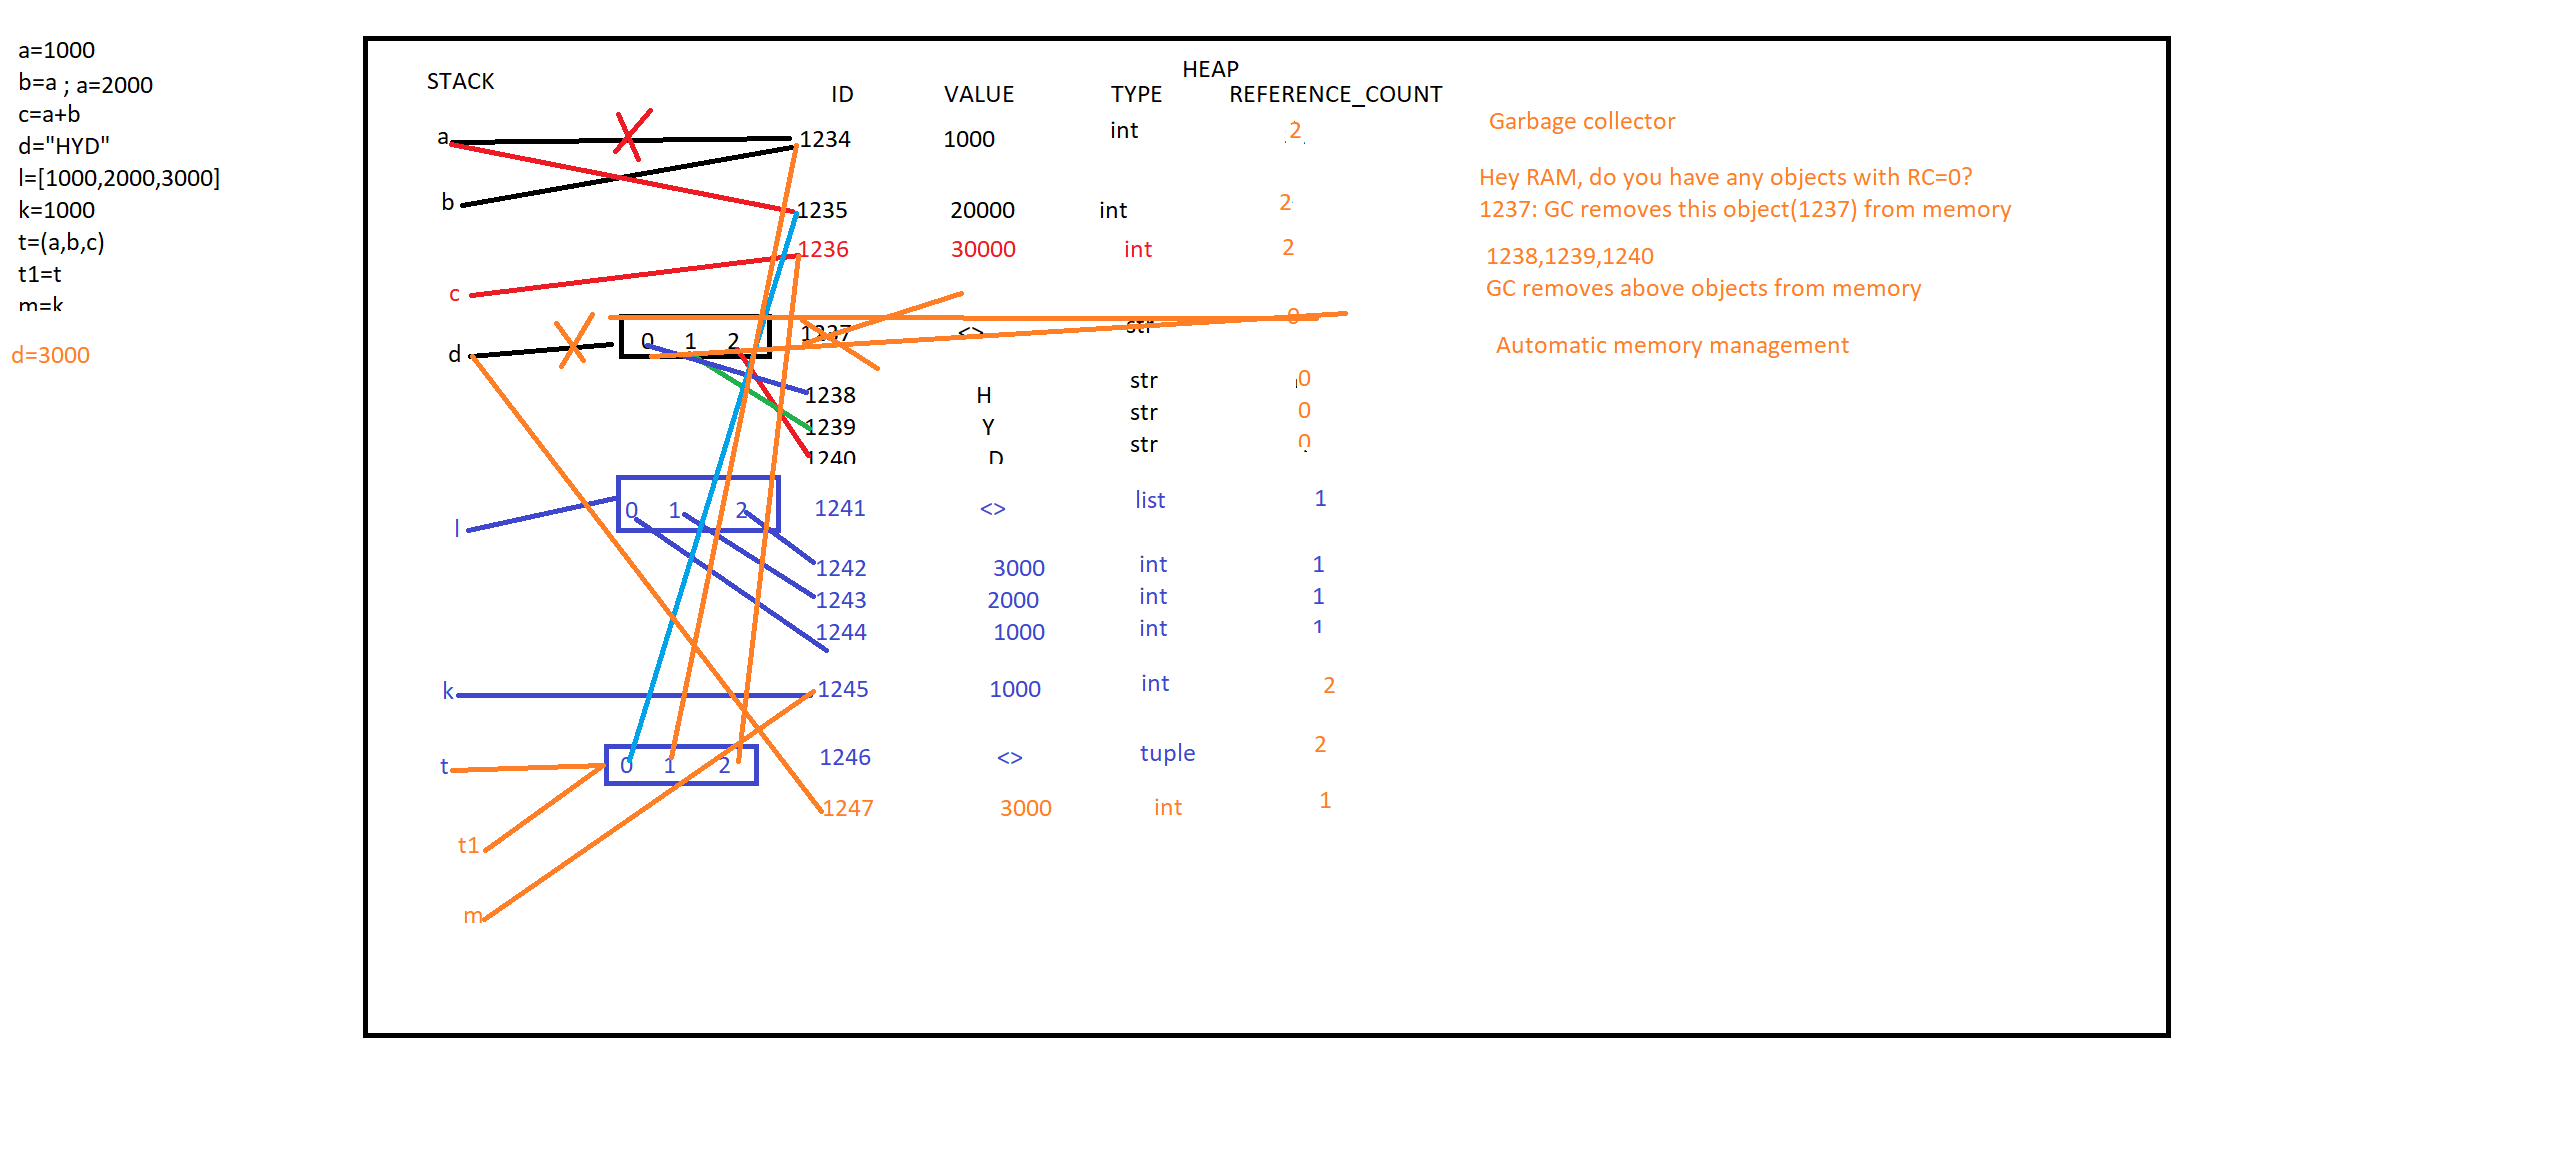 a=1000
b=a ; a=2000
c=a+b
d="HYD"
l=[1000,2000,3000]
k=1000
t=(a,b,c)
t1=t
m=k
d=3000
STACK
HEAP
ID VALUE TYPE REFERENCE_COUNT
a 1234 1000 int 2
b 1235 20000 int 2
c 1236 30000 int 2
d 0 1 2 1237 <> str 0
1238 H str 0
1239 Y str 0
1240 D str 0
l 0 1 2 1241 <> list 1
1242 3000 int 1
1243 2000 int 1
1244 1000 int 1
k 1245 1000 int 2
t 0 1 2 1246 <> tuple 2
1247 3000 int 1
t1
m
Garbage collector
Hey RAM, do you have any objects with RC=0?
1237: GC removes this object(1237) from memory
1238,1239,1240
GC removes above objects from memory
Automatic memory management